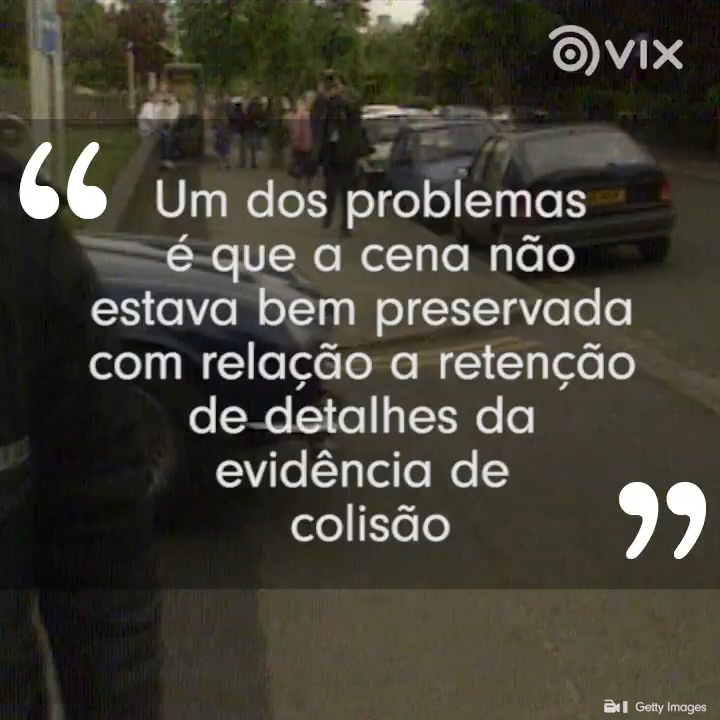 VIX
“
Um dos problemas
é que a cena não
estava bem preservada
com relação a retenção
de detalhes da
evidência de
colisão
”
Getty Images